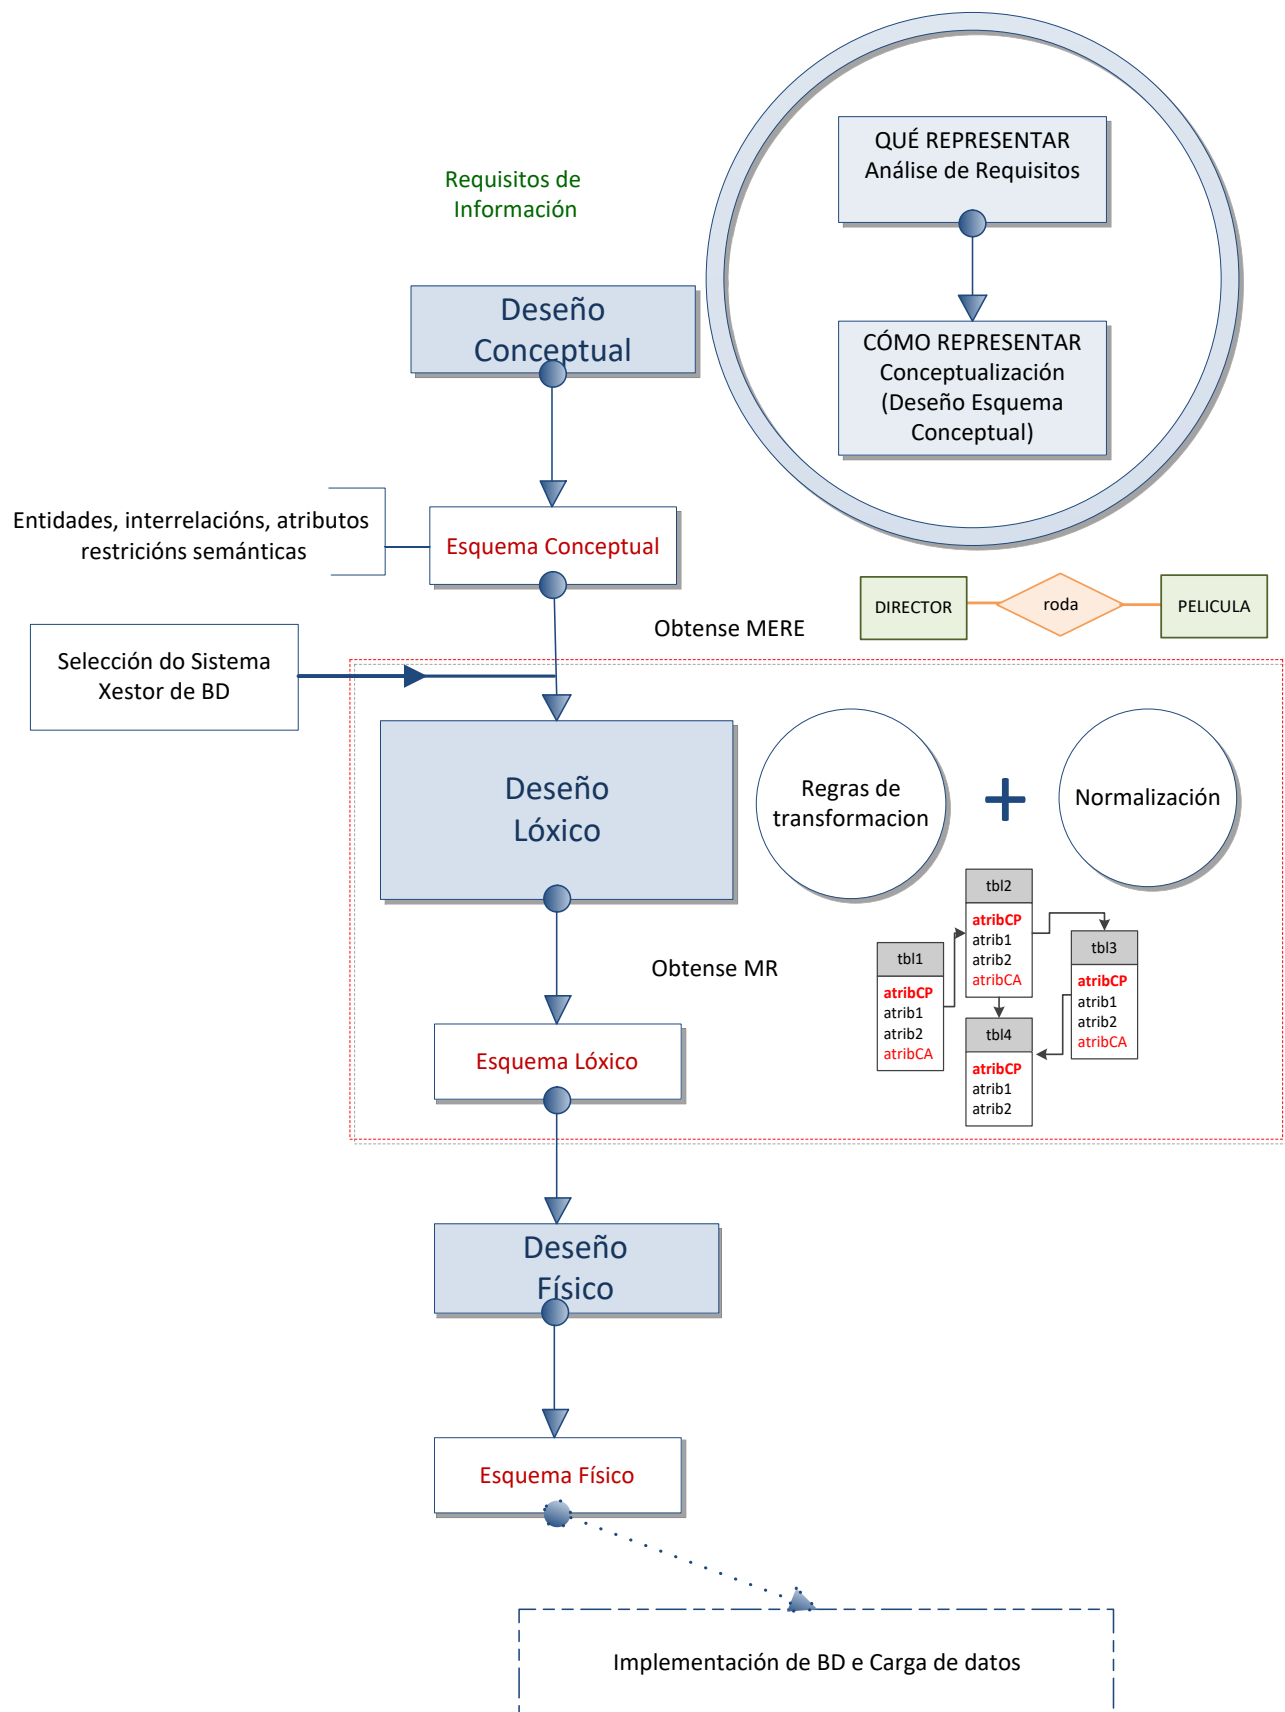 QUÉ REPRESENTAR
Análise de Requisitos
Requisitos de
Información
Deseño
Conceptual
CÓMO REPRESENTAR
Conceptualización
(Deseño Esquema
Conceptual)
Entidades, interrelacións, atributos
restricións semánticas
Esquema Conceptual
DIRECTOR
roda
PELICULA
Obtense MERE
Selección do Sistema
Xestor de BD
Deseño
Lóxico
Regras de
transformacion
+
Normalización
tbl2
atribCP
atrib1
atrib2
atribCA
tbl1
atribCP
atrib1
atrib2
atribCA
tbl3
atribCP
atrib1
atrib2
atribCA
Obtense MR
tbl4
atribCP
atrib1
atrib2
Esquema Lóxico
Deseño
Físico
Esquema Físico
Implementación de BD e Carga de datos